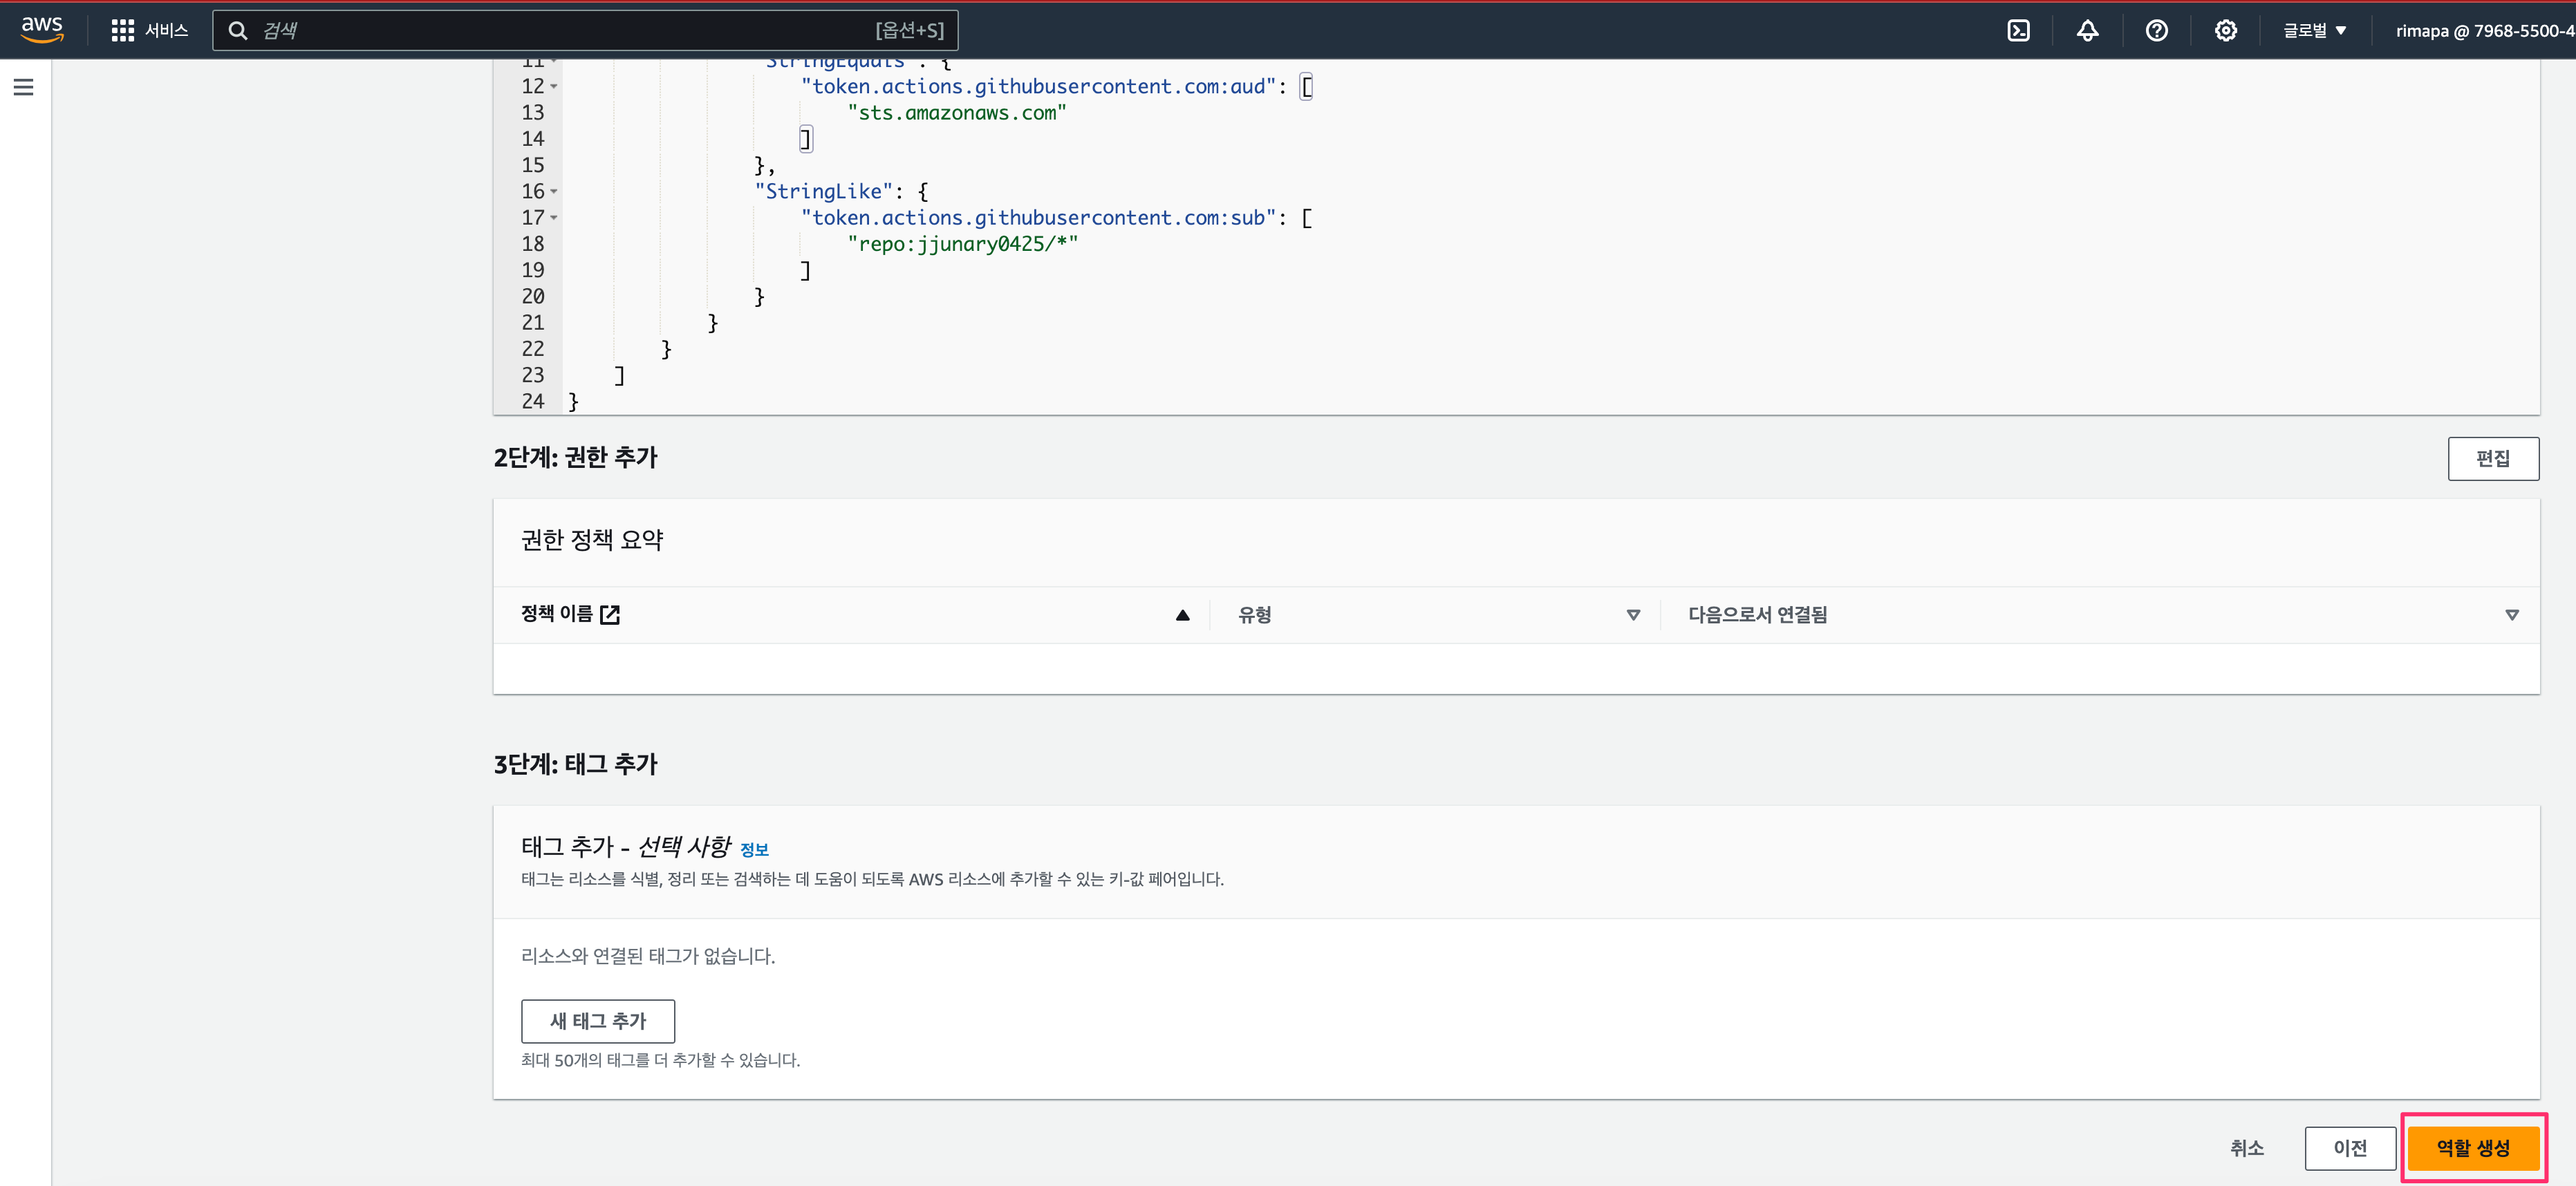 aws 서비스 검색 [옵션+S] 글로벌 ▼ rimapa @ 7968-5500-4
11 "StringEquals": {
12 "token.actions.githubusercontent.com:aud": [
13 "sts.amazonaws.com"
14 ]
15 },
16 "StringLike": {
17 "token.actions.githubusercontent.com:sub": [
18 "repo:jjunary0425/*"
19 ]
20 }
21 }
22 }
23 ]
24 }
2단계: 권한 추가
편집
권한 정책 요약
정책 이름 유형 다음으로서 연결됨
3단계: 태그 추가
태그 추가 - 선택 사항 정보
태그는 리소스를 식별, 정리 또는 검색하는 데 도움이 되도록 AWS 리소스에 추가할 수 있는 키-값 페어입니다.
리소스와 연결된 태그가 없습니다.
새 태그 추가
최대 50개의 태그를 더 추가할 수 있습니다.
취소 이전 역할 생성